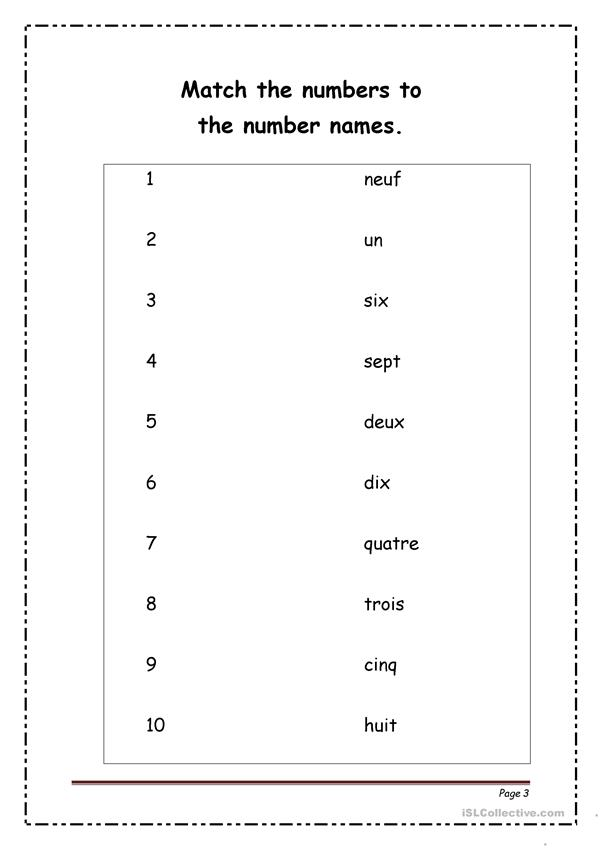 Match the numbers to
the number names.
1 neuf
2 un
3 six
4 sept
5 deux
6 dix
7 quatre
8 trois
9 cinq
10 huit
Page 3
iSLCollective.com